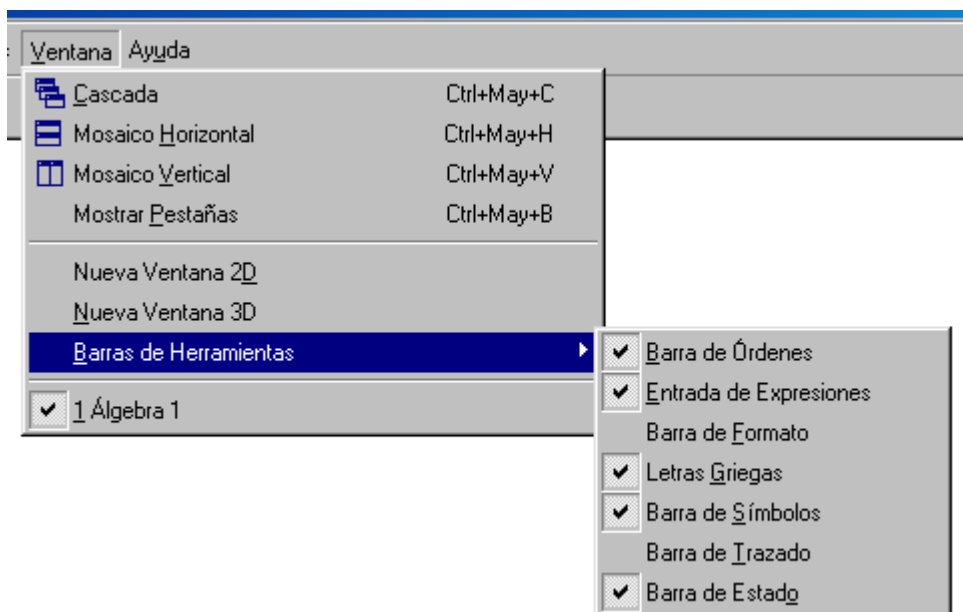 Ventana Ayuda
Cascada Ctrl+May+C
Mosaico Horizontal Ctrl+May+H
Mosaico Vertical Ctrl+May+V
Mostrar Pestañas Ctrl+May+B
Nueva Ventana 2D
Nueva Ventana 3D
Barras de Herramientas
1 Álgebra 1
Barra de Órdenes
Entrada de Expresiones
Barra de Formato
Letras Griegas
Barra de Símbolos
Barra de Trazado
Barra de Estado